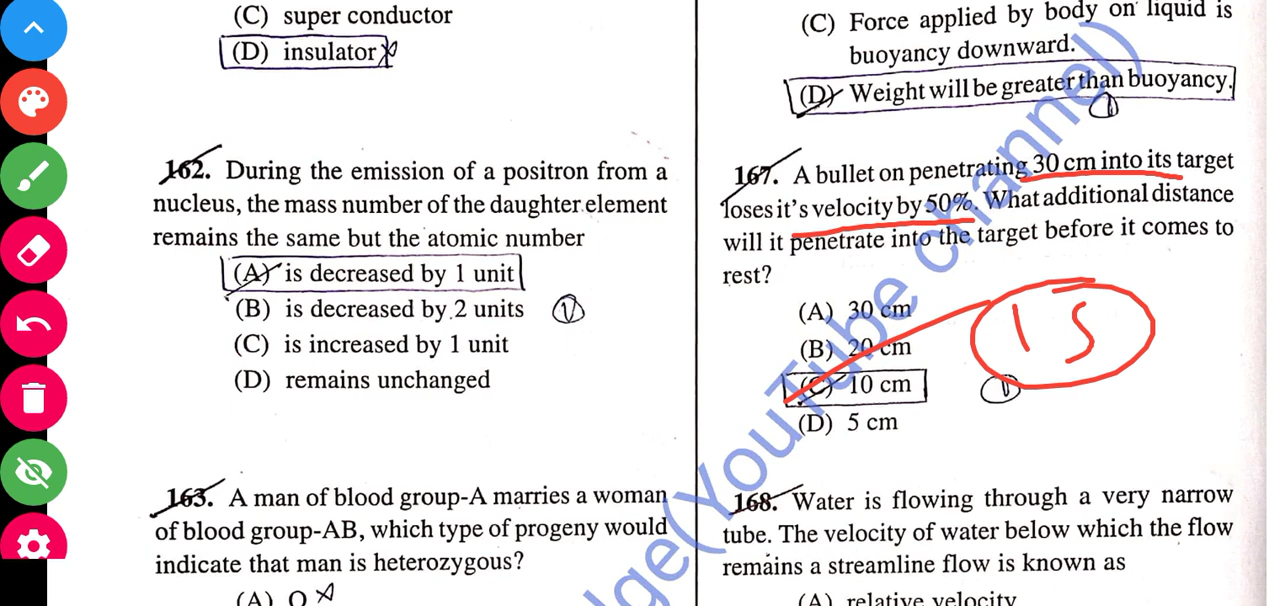 (C) super conductor
(D) insulator
162. During the emission of a positron from a
nucleus, the mass number of the daughter element
remains the same but the atomic number
(A) is decreased by 1 unit
(B) is decreased by 2 units
(C) is increased by 1 unit
(D) remains unchanged
163. A man of blood group-A marries a woman
of blood group-AB, which type of progeny would
indicate that man is heterozygous?
(A) O
(C) Force applied by body on liquid is
buoyancy downward.
(D) Weight will be greater than buoyancy.
167. A bullet on penetrating 30 cm into its target
loses it's velocity by 50%. What additional distance
will it penetrate into the target before it comes to
rest?
(A) 30 cm
(B) 20 cm
(C) 10 cm
(D) 5 cm
15
168. Water is flowing through a very narrow
tube. The velocity of water below which the flow
remains a streamline flow is known as
(A) relative velocity
dge(YouTube channel)